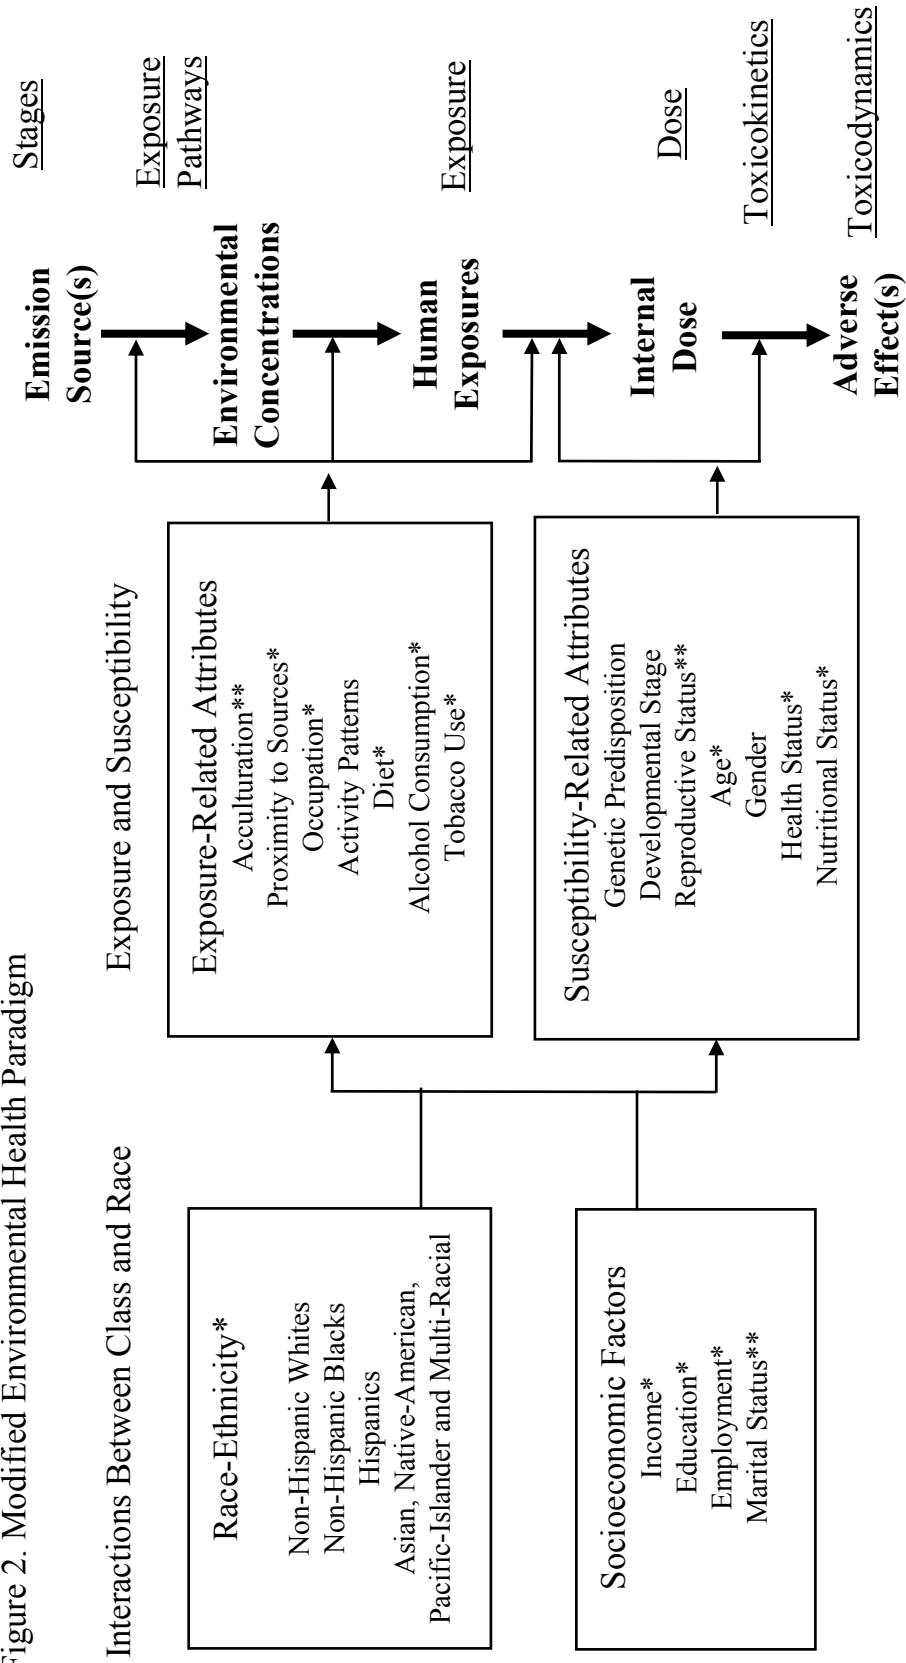 Figure 2. Modified Environmental Health Paradigm
Interactions Between Class and Race
Race-Ethnicity*
Non-Hispanic Whites
Non-Hispanic Blacks
Hispanics
Asian, Native-American,
Pacific-Islander and Multi-Racial
Socioeconomic Factors
Income*
Education*
Employment*
Marital Status**
Exposure and Susceptibility
Exposure-Related Attributes
Acculturation**
Proximity to Sources*
Occupation*
Activity Patterns
Diet*
Alcohol Consumption*
Tobacco Use*
Susceptibility-Related Attributes
Genetic Predisposition
Developmental Stage
Reproductive Status**
Age*
Gender
Health Status*
Nutritional Status*
Emission
Source(s)
Environmental
Concentrations
Human
Exposures
Internal
Dose
Adverse
Effect(s)
Stages
Exposure
Pathways
Exposure
Dose
Toxicokinetics
Toxicodynamics